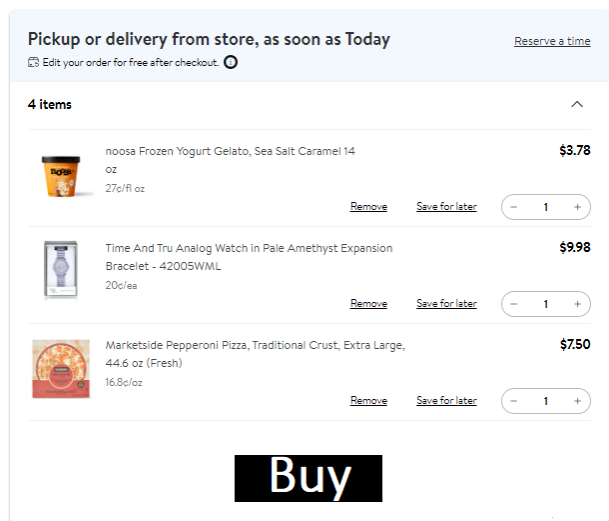 Pickup or delivery from store, as soon as Today
Reserve a time
Edit your order for free after checkout.
4 items
noosa Frozen Yogurt Gelato, Sea Salt Caramel 14
oz
$3.78
27¢/fl oz
Remove
Save for later
− 1 +
noosa
Time And Tru Analog Watch in Pale Amethyst Expansion
Bracelet - 42005WML
$9.98
20¢/ea
Remove
Save for later
− 1 +
Marketside Pepperoni Pizza, Traditional Crust, Extra Large,
44.6 oz (Fresh)
$7.50
16.8¢/oz
Remove
Save for later
− 1 +
Buy